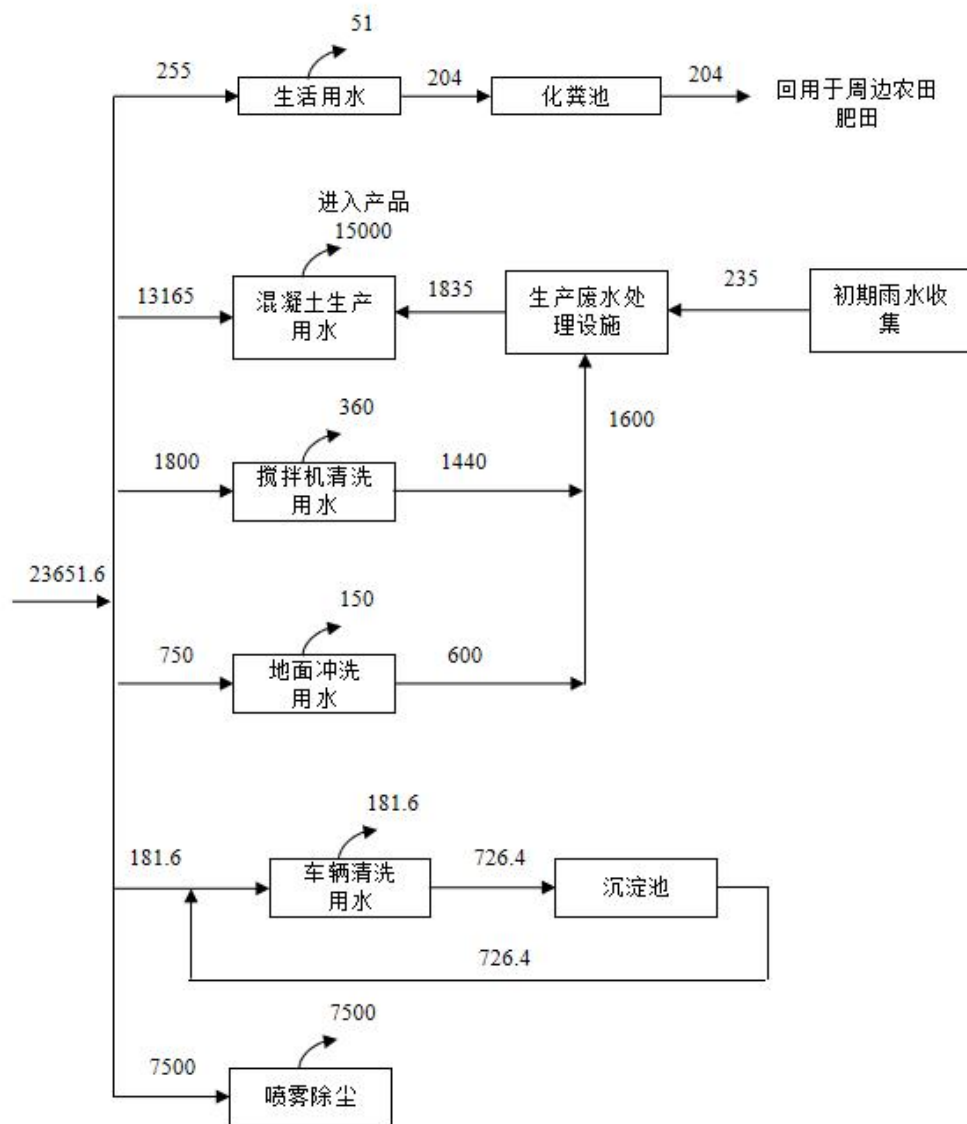 51
255
生活用水
204
化粪池
204
回用于周边农田
肥田
进入产品
15000
13165
混凝土生产
用水
1835
生产废水处
理设施
235
初期雨水收
集
360
1600
1800
搅拌机清洗
用水
1440
23651.6
150
750
地面冲洗
用水
600
181.6
181.6
车辆清洗
用水
726.4
沉淀池
726.4
7500
7500
喷雾除尘